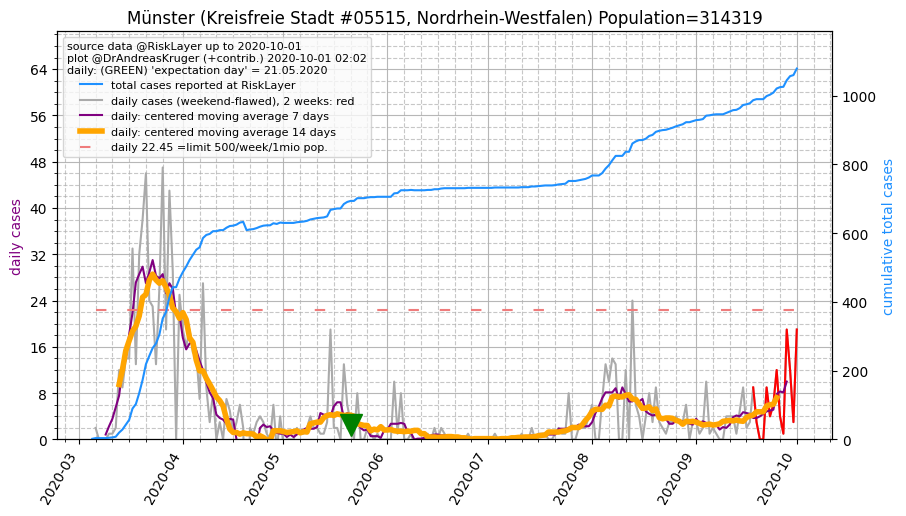 Münster (Kreisfreie Stadt #05515, Nordrhein-Westfalen) Population=314319
source data @RiskLayer up to 2020-10-01
plot @DrAndreasKruger (+contrib.) 2020-10-01 02:02
daily: (GREEN) 'expectation day' = 21.05.2020
total cases reported at RiskLayer
daily cases (weekend-flawed), 2 weeks: red
daily: centered moving average 7 days
daily: centered moving average 14 days
daily 22.45 =limit 500/week/1mio pop.
daily cases
64
56
48
40
32
24
16
8
0
cumulative total cases
1000
800
600
400
200
0
2020-03
2020-04
2020-05
2020-06
2020-07
2020-08
2020-09
2020-10